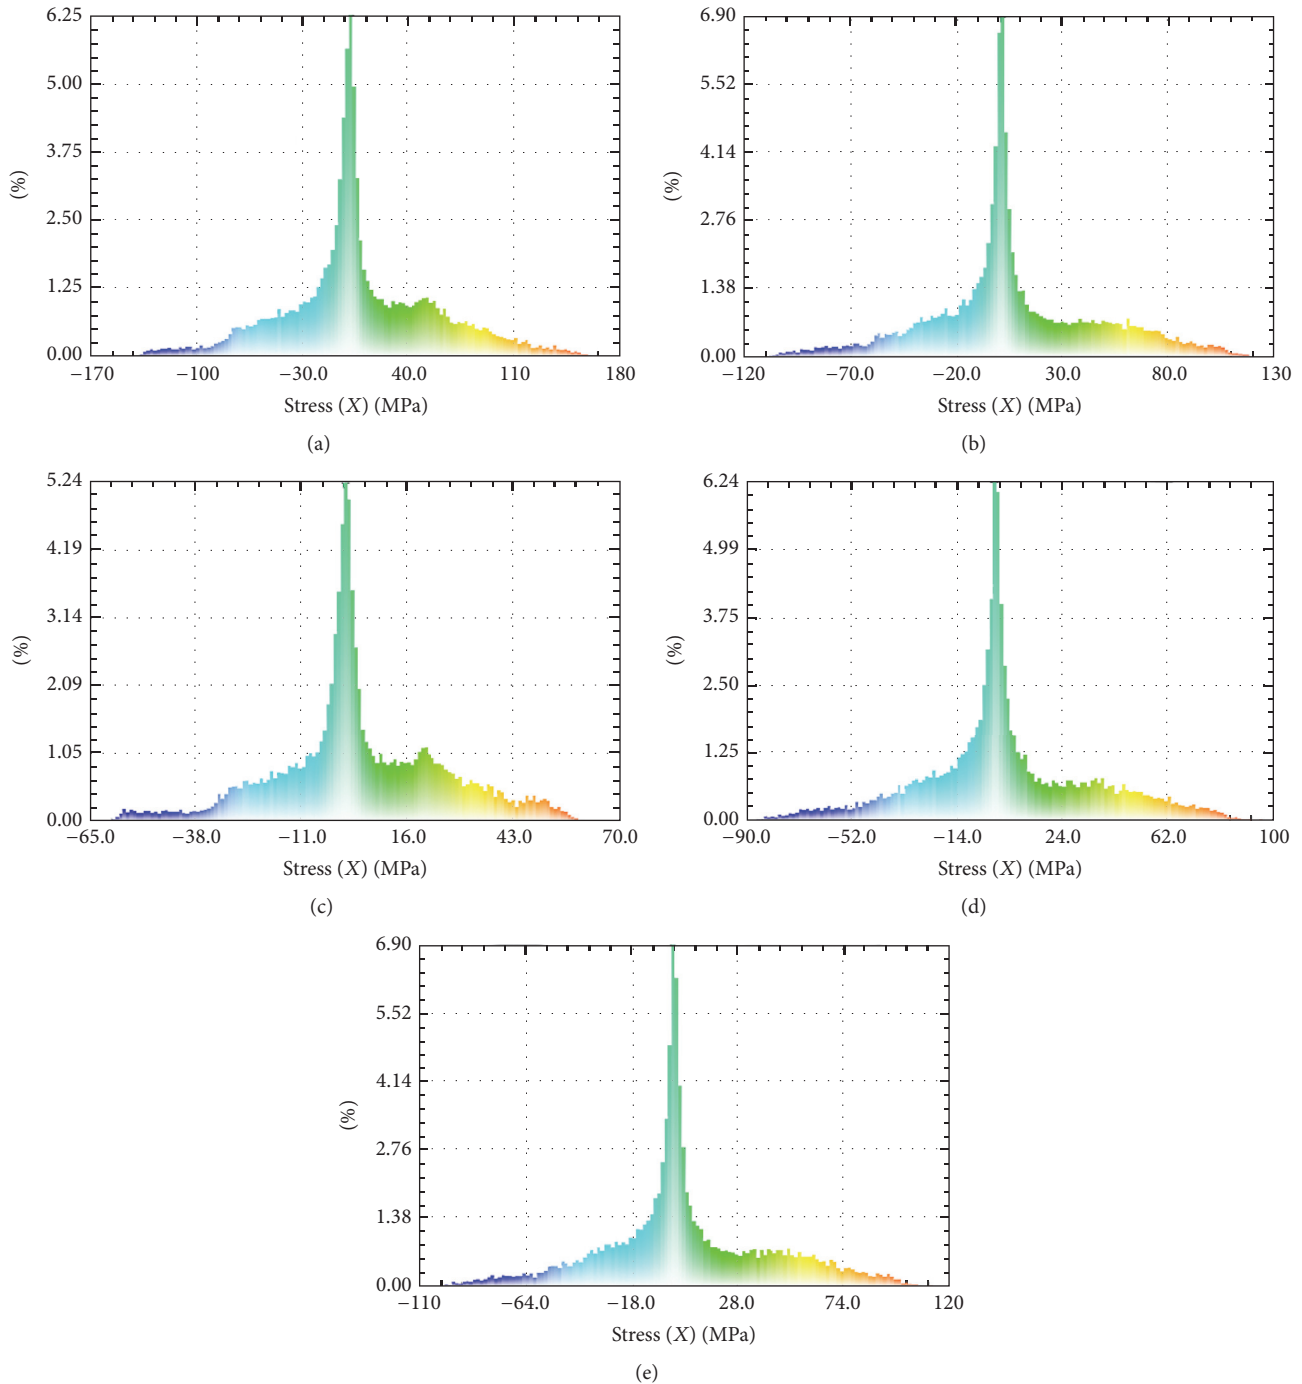 6.25
5.00
3.75
2.50
1.25
0.00
(%)
−170 −100 −30.0 40.0 110 180
Stress (X) (MPa)
(a)
6.90
5.52
4.14
2.76
1.38
0.00
(%)
−120 −70.0 −20.0 30.0 80.0 130
Stress (X) (MPa)
(b)
5.24
4.19
3.14
2.09
1.05
0.00
(%)
−65.0 −38.0 −11.0 16.0 43.0 70.0
Stress (X) (MPa)
(c)
6.24
4.99
3.75
2.50
1.25
0.00
(%)
−90.0 −52.0 −14.0 24.0 62.0 100
Stress (X) (MPa)
(d)
6.90
5.52
4.14
2.76
1.38
0.00
(%)
−110 −64.0 −18.0 28.0 74.0 120
Stress (X) (MPa)
(e)